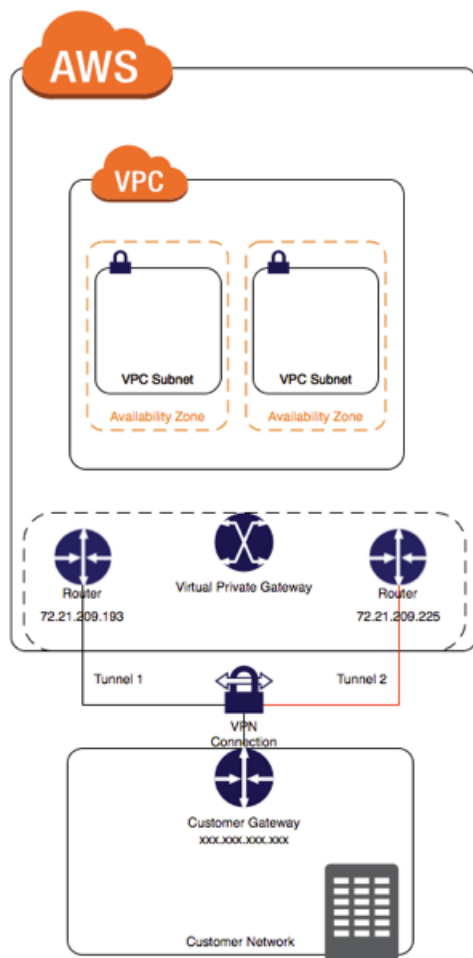 AWS
VPC
VPC Subnet
VPC Subnet
Availability Zone
Availability Zone
Router
Virtual Private Gateway
Router
72.21.209.193
72.21.209.225
Tunnel 1
Tunnel 2
VPN
Connection
Customer Gateway
xxx.xxx.xxx.xxx
Customer Network